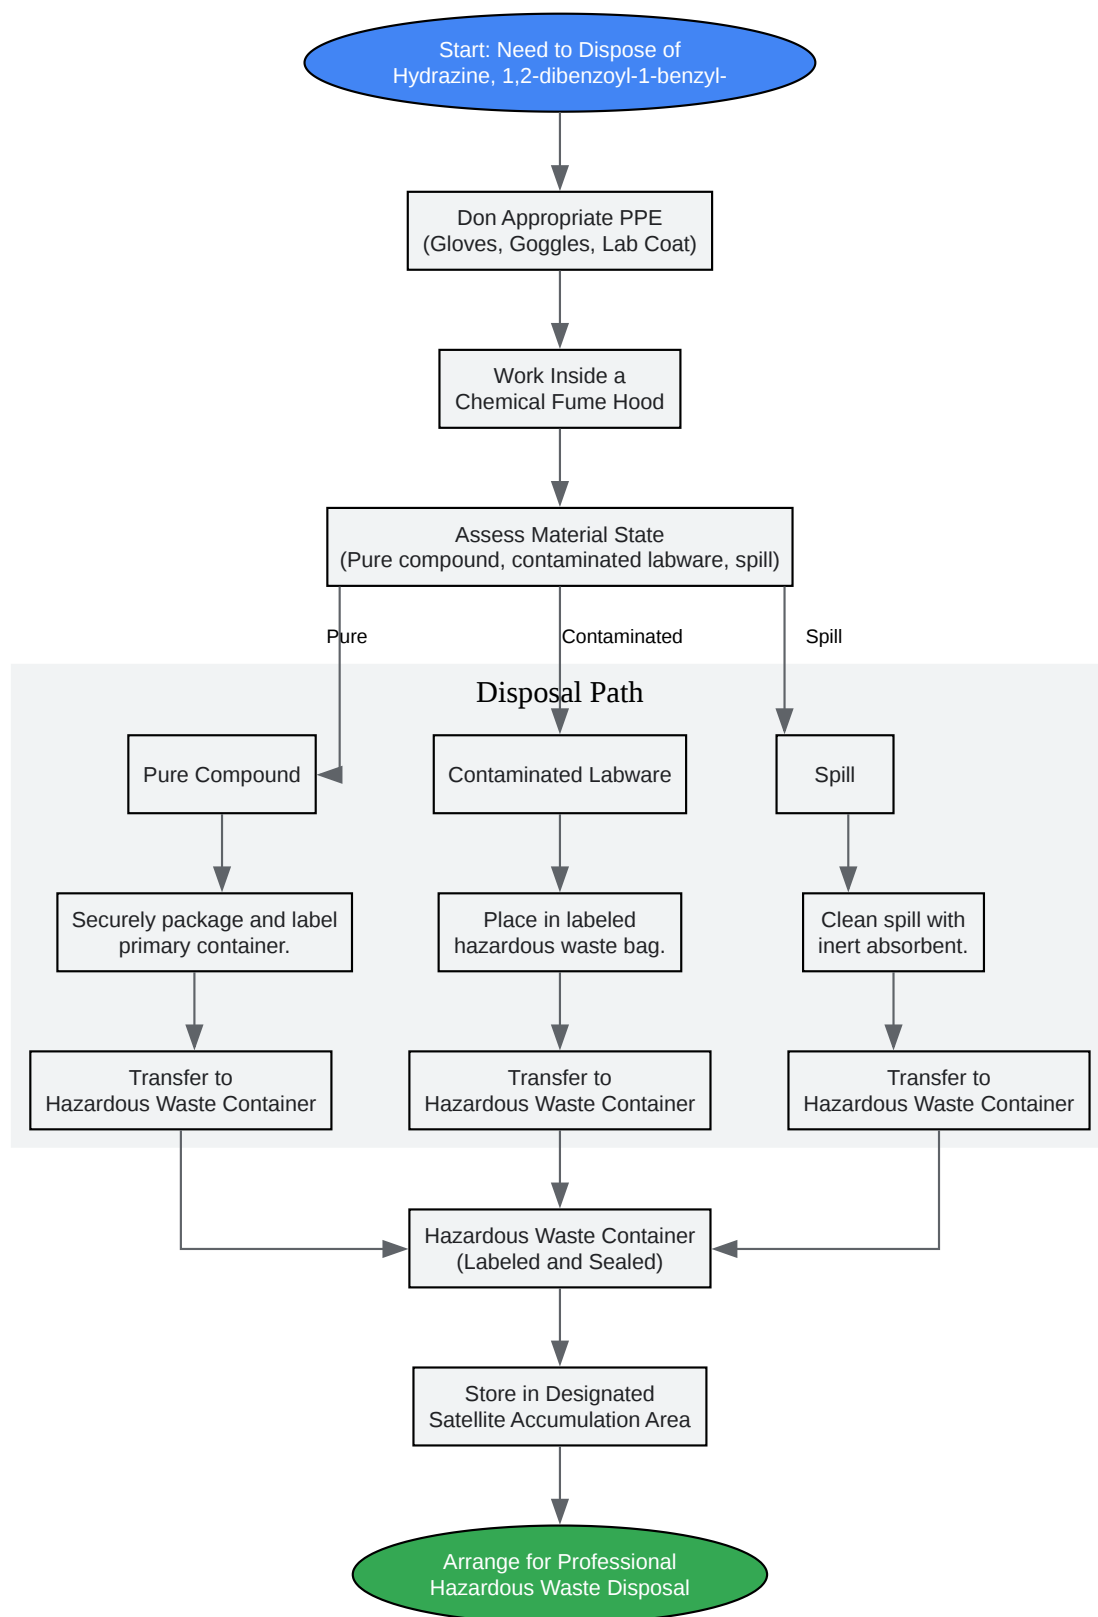 Start: Need to Dispose of
Hydrazine, 1,2-dibenzoyl-1-benzyl-
Don Appropriate PPE
(Gloves, Goggles, Lab Coat)
Work Inside a
Chemical Fume Hood
Assess Material State
(Pure compound, contaminated labware, spill)
Pure
Contaminated
Spill
Disposal Path
Pure Compound
Contaminated Labware
Spill
Securely package and label
primary container.
Place in labeled
hazardous waste bag.
Clean spill with
inert absorbent.
Transfer to
Hazardous Waste Container
Transfer to
Hazardous Waste Container
Transfer to
Hazardous Waste Container
Hazardous Waste Container
(Labeled and Sealed)
Store in Designated
Satellite Accumulation Area
Arrange for Professional
Hazardous Waste Disposal